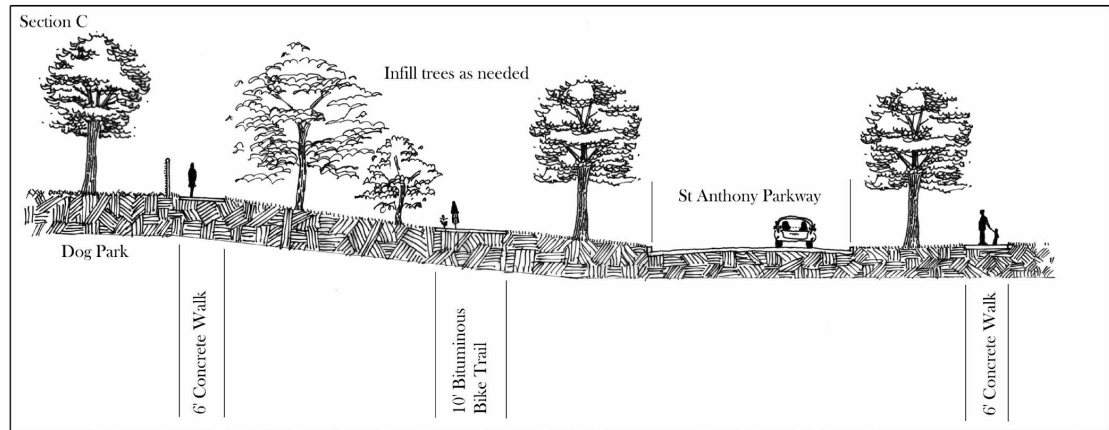 Section C
Infill trees as needed
St Anthony Parkway
Dog Park
6' Concrete Walk
10' Bituminous
Bike Trail
6' Concrete Walk